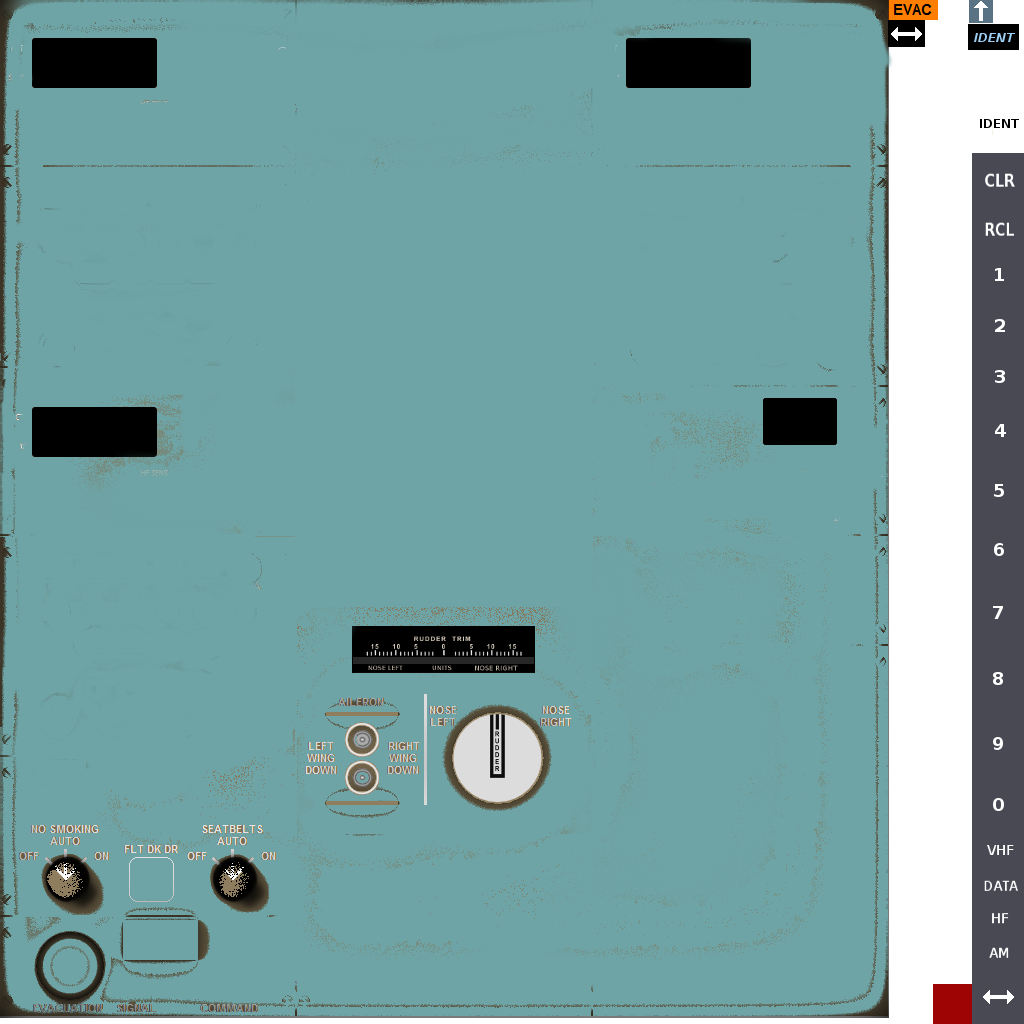 EVAC
IDENT
IDENT
CLR
RCL
1
2
3
4
5
6
7
8
9
0
VHF
DATA
HF
AM
RUDDER TRIM
15 10 5 0 5 10 15
NOSE LEFT UNITS NOSE RIGHT
AILERON
NOSE
LEFT
NOSE
RIGHT
RUDDER
LEFT
WING
DOWN
RIGHT
WING
DOWN
NO SMOKING
AUTO
OFF ON
FLT DK DR
SEATBELTS
AUTO
OFF ON
EVACUATION SIGNAL COMMAND